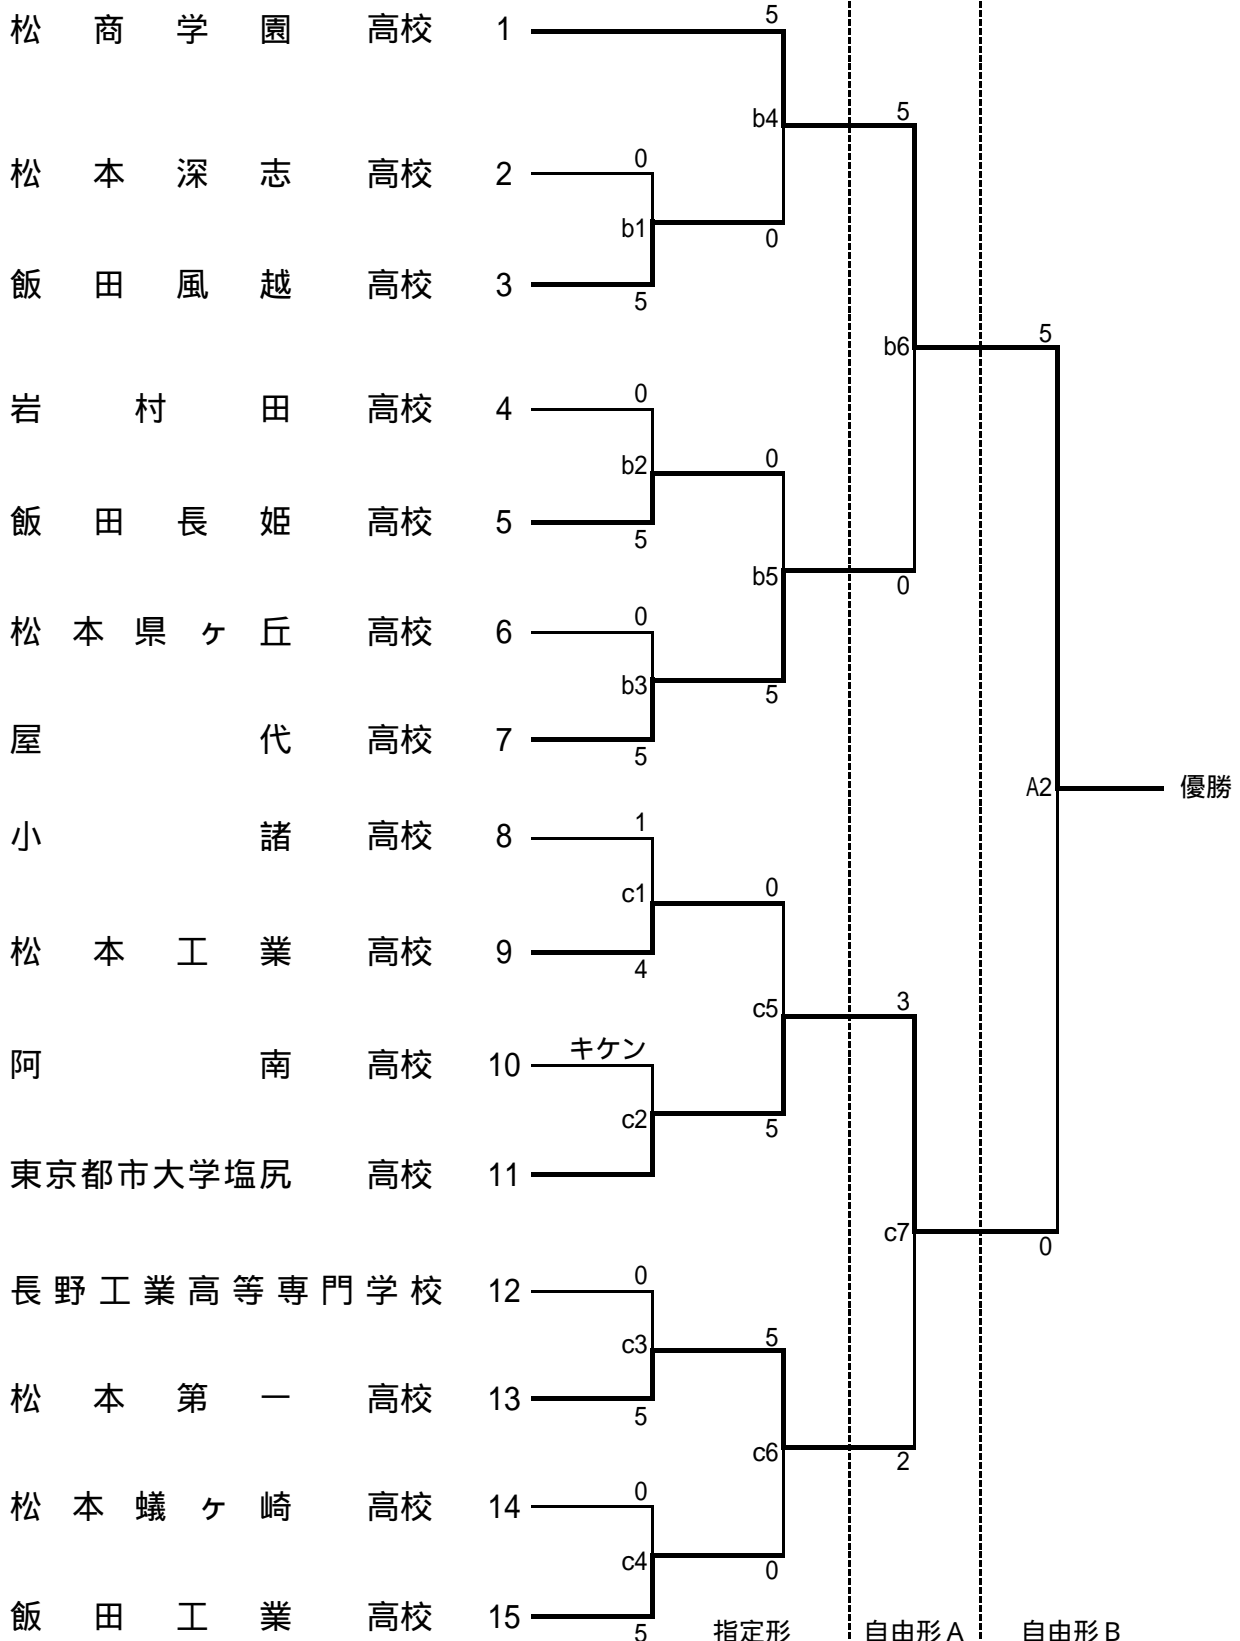 5
松商学園 高校 1
b4 5
0
松本深志 高校 2
b1
0
飯田風越 高校 3
5
b6 5
0
岩村田 高校 4
b2 0
飯田長姫 高校 5
5
b5
0
0
松本県ヶ丘 高校 6
b3
5
屋代 高校 7
5
A2 優勝
1
小諸 高校 8
0
c1
松本工業 高校 9
4
c5 3
キケン
阿南 高校 10
c2
5
東京都市大学塩尻 高校 11
c7
0
0
長野工業高等専門学校 12
5
c3
松本第一 高校 13
5
c6
2
0
松本蟻ヶ崎 高校 14
c4
0
飯田工業 高校 15
5
指定形 自由形A 自由形B